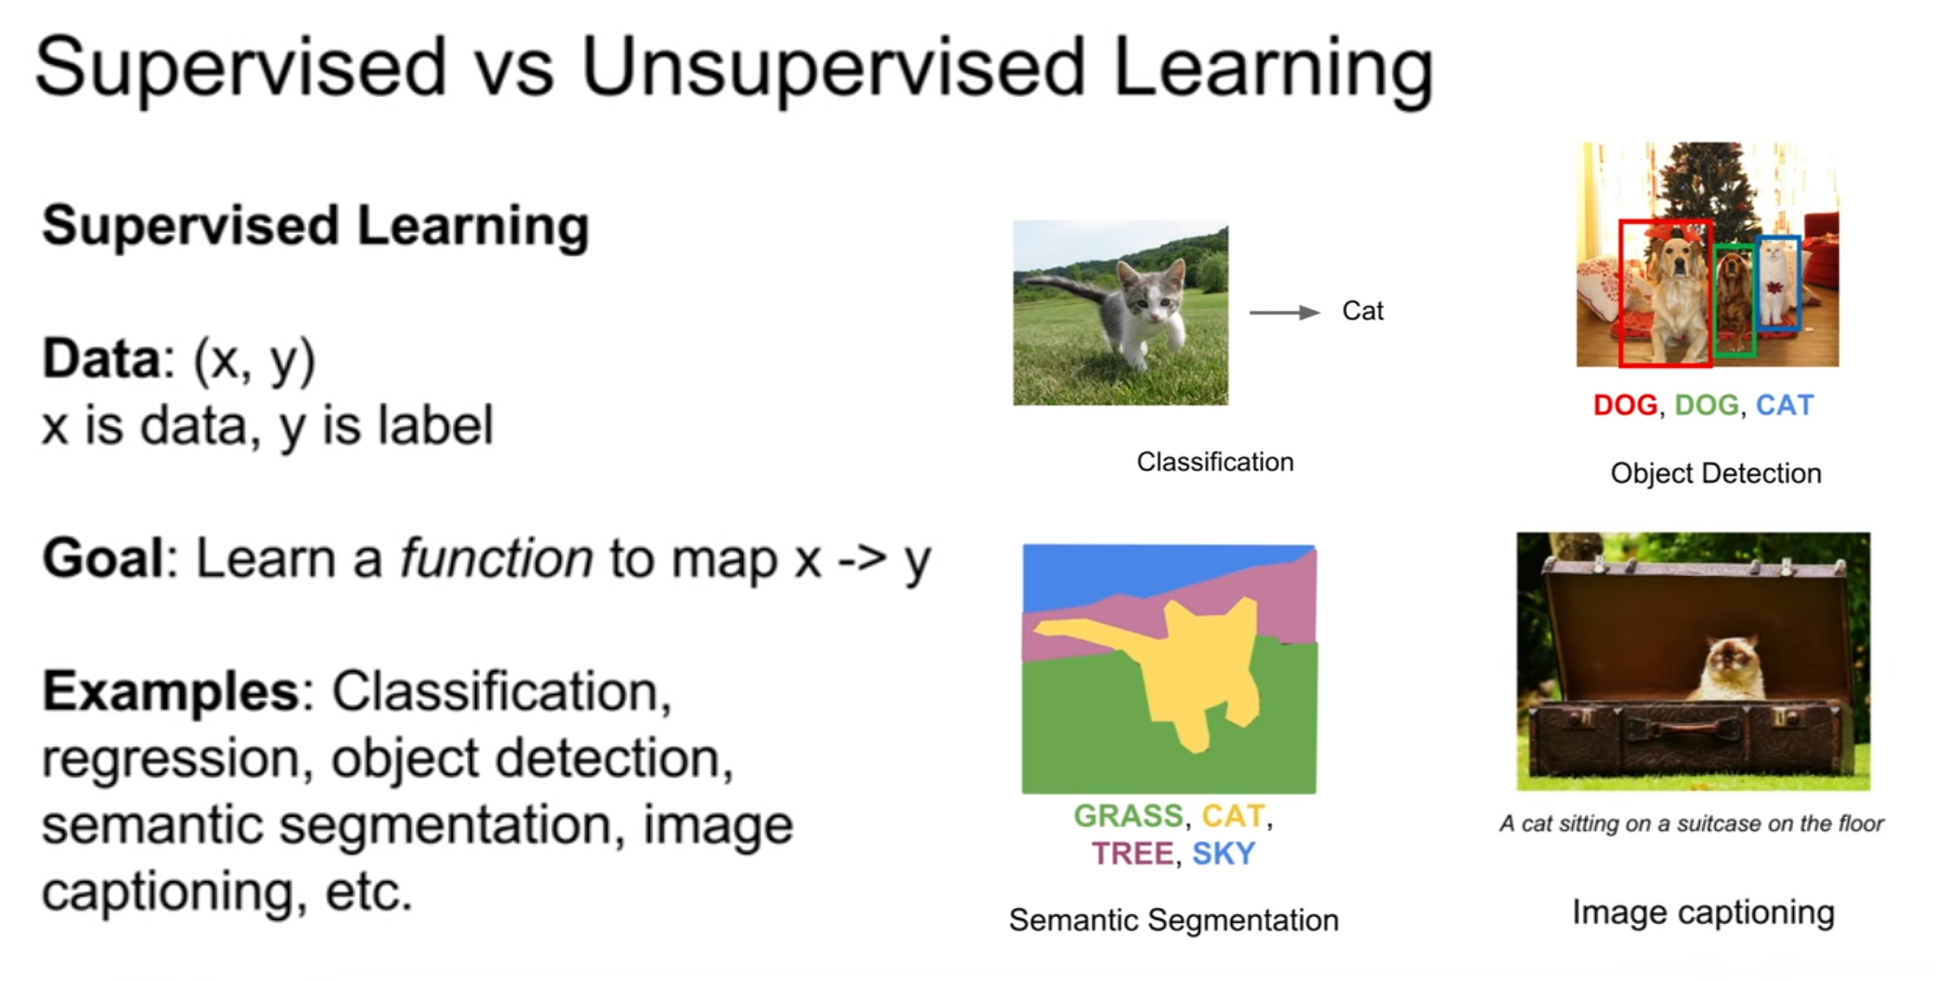 Supervised vs Unsupervised Learning
Supervised Learning
Data: (x, y)
x is data, y is label
Goal: Learn a function to map x -> y
Examples: Classification,
regression, object detection,
semantic segmentation, image
captioning, etc.
Cat
Classification
DOG, DOG, CAT
Object Detection
GRASS, CAT,
TREE, SKY
Semantic Segmentation
A cat sitting on a suitcase on the floor
Image captioning